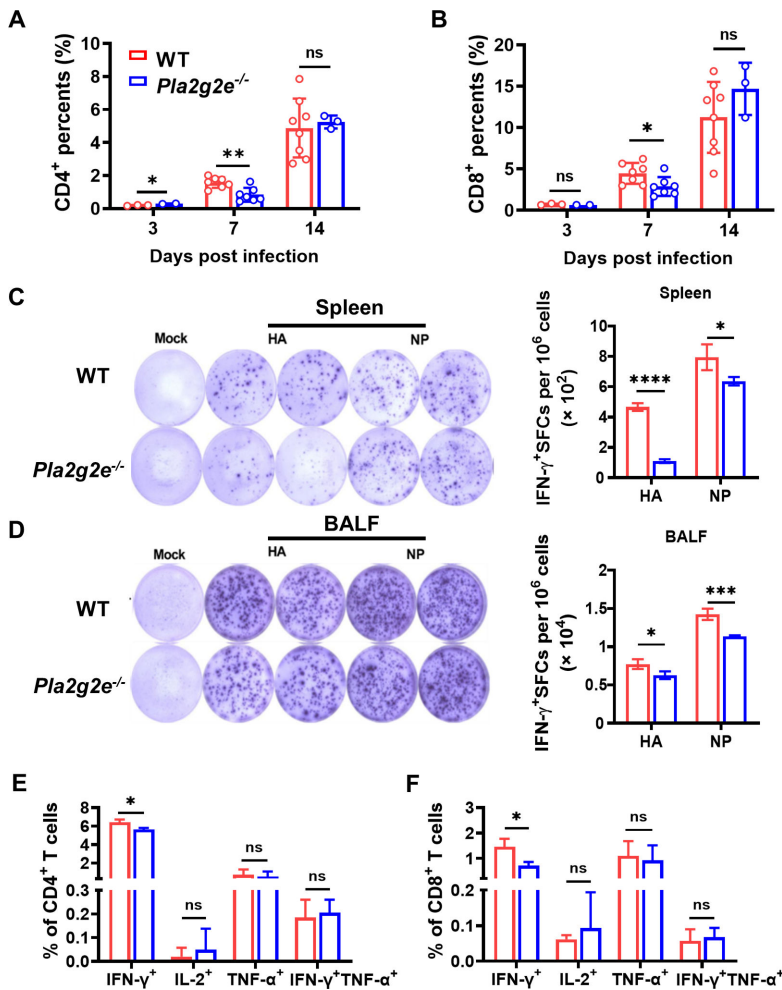 A
CD4⁺ percents (%)
10
8
6
4
2
0
WT
Pla2g2e⁻/⁻
*
**
ns
3
7
14
Days post infection
B
CD8⁺ percents (%)
20
15
10
5
0
ns
*
ns
3
7
14
Days post infection
C
Spleen
Mock
HA
NP
WT
Pla2g2e⁻/⁻
Spleen
IFN-γ⁺SFCs per 10⁶ cells
(× 10²)
10
8
6
4
2
0
****
*
HA
NP
D
BALF
Mock
HA
NP
WT
Pla2g2e⁻/⁻
BALF
IFN-γ⁺SFCs per 10⁶ cells
(× 10⁴)
2
1.5
1
0.5
0
*
***
HA
NP
E
% of CD4⁺ T cells
8
6
4
2
0.3
0.2
0.1
0.0
*
ns
ns
ns
IFN-γ⁺
IL-2⁺
TNF-α⁺
IFN-γ⁺TNF-α⁺
F
% of CD8⁺ T cells
3
2
1
0.1
0.1
0.0
*
ns
ns
ns
IFN-γ⁺
IL-2⁺
TNF-α⁺
IFN-γ⁺TNF-α⁺